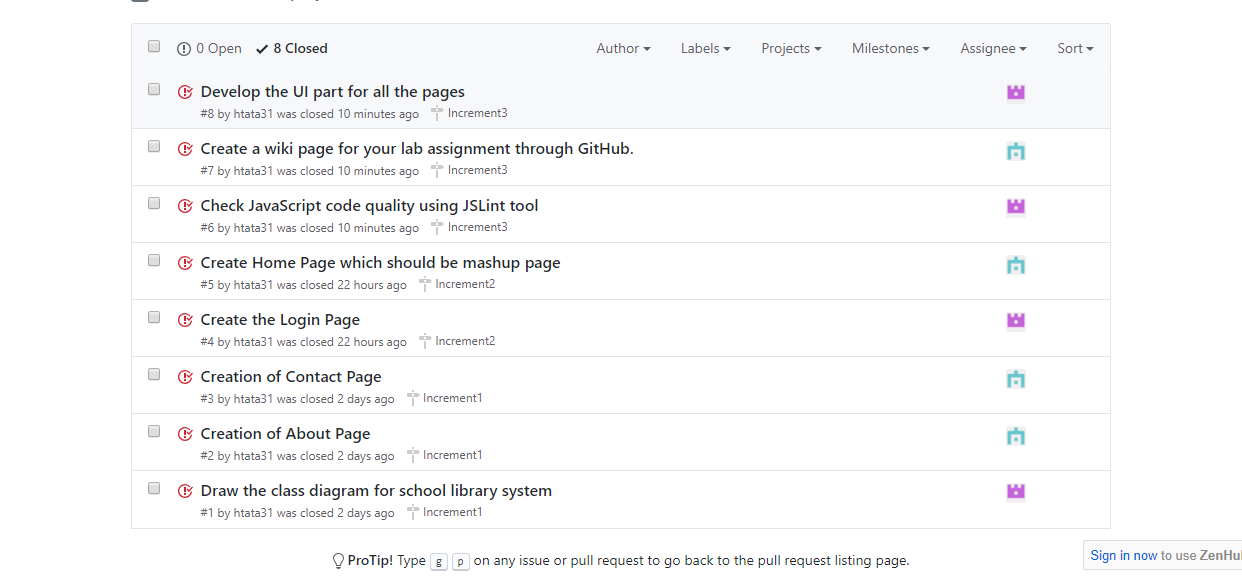 0 Open 8 Closed Author Labels Projects Milestones Assignee Sort
Develop the UI part for all the pages
#8 by htata31 was closed 10 minutes ago Increment3
Create a wiki page for your lab assignment through GitHub.
#7 by htata31 was closed 10 minutes ago Increment3
Check JavaScript code quality using JSLint tool
#6 by htata31 was closed 10 minutes ago Increment3
Create Home Page which should be mashup page
#5 by htata31 was closed 22 hours ago Increment2
Create the Login Page
#4 by htata31 was closed 22 hours ago Increment2
Creation of Contact Page
#3 by htata31 was closed 2 days ago Increment1
Creation of About Page
#2 by htata31 was closed 2 days ago Increment1
Draw the class diagram for school library system
#1 by htata31 was closed 2 days ago Increment1
ProTip! Type g p on any issue or pull request to go back to the pull request listing page.
Sign in now to use